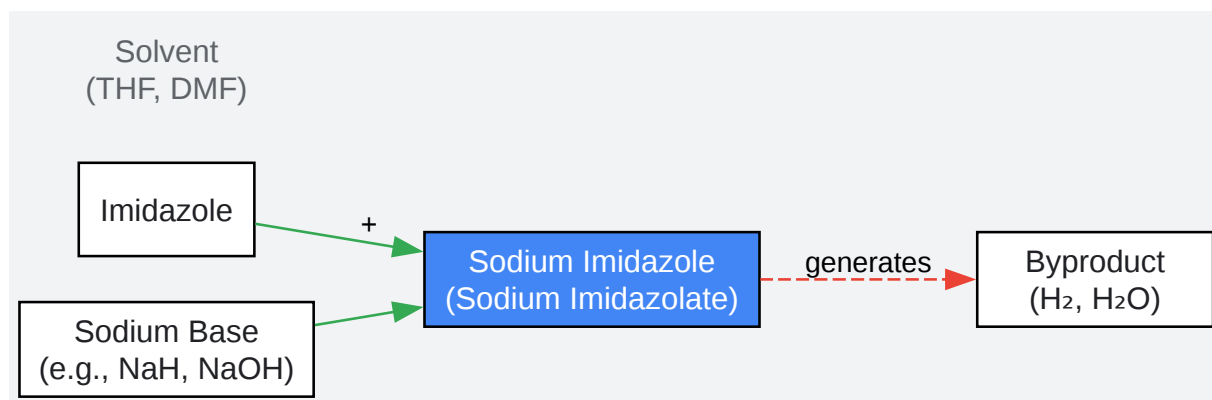 Solvent
(THF, DMF)
Imidazole
+
Sodium Base
(e.g., NaH, NaOH)
Sodium Imidazole
(Sodium Imidazolate)
generates
Byproduct
(H₂, H₂O)